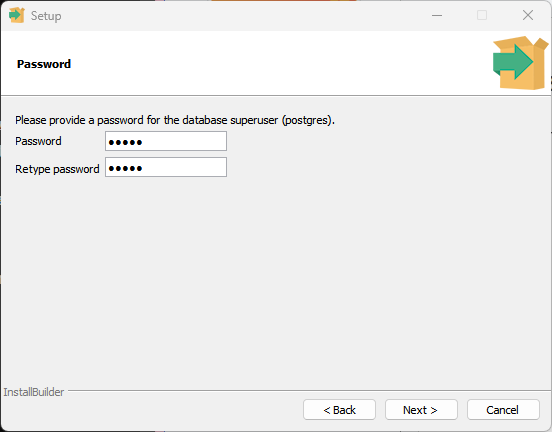 Setup
Password
Please provide a password for the database superuser (postgres).
Password •••••
Retype password •••••
InstallBuilder
< Back Next > Cancel